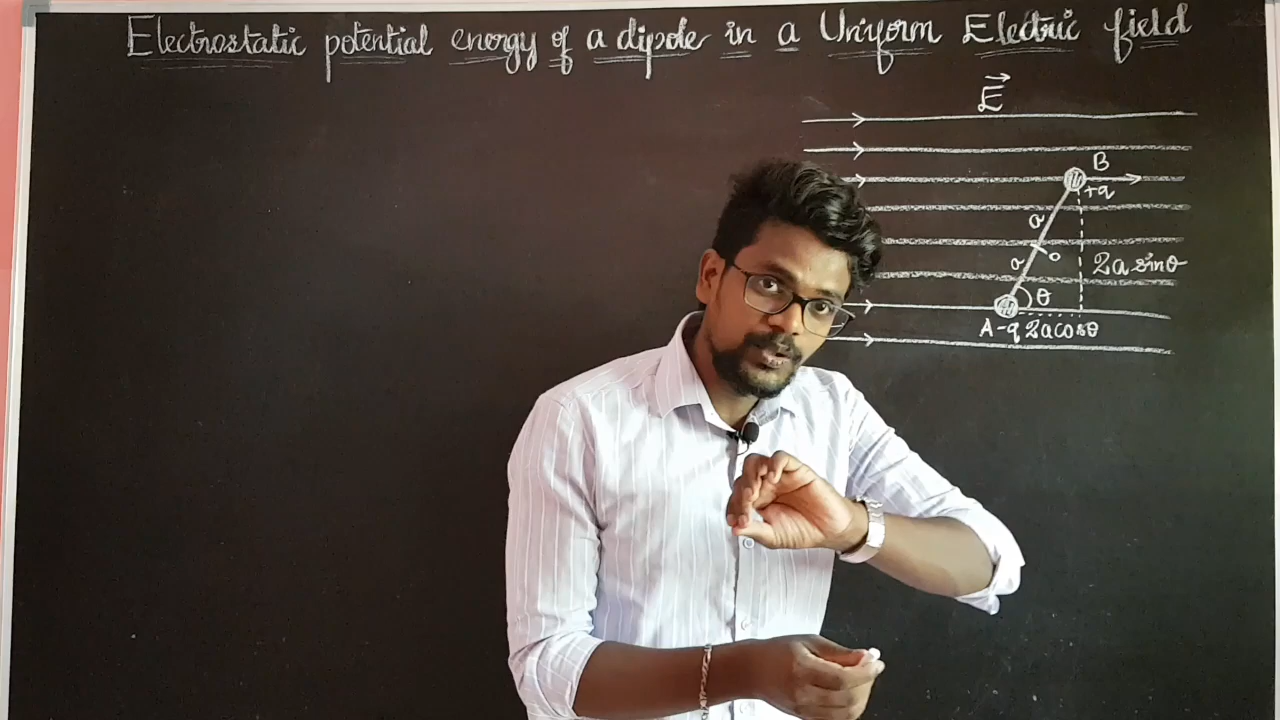 Electrostatic potential energy of a dipole in a Uniform Electric field
E
B
+q
a
a
o
2a sinθ
θ
A -q 2a cosθ